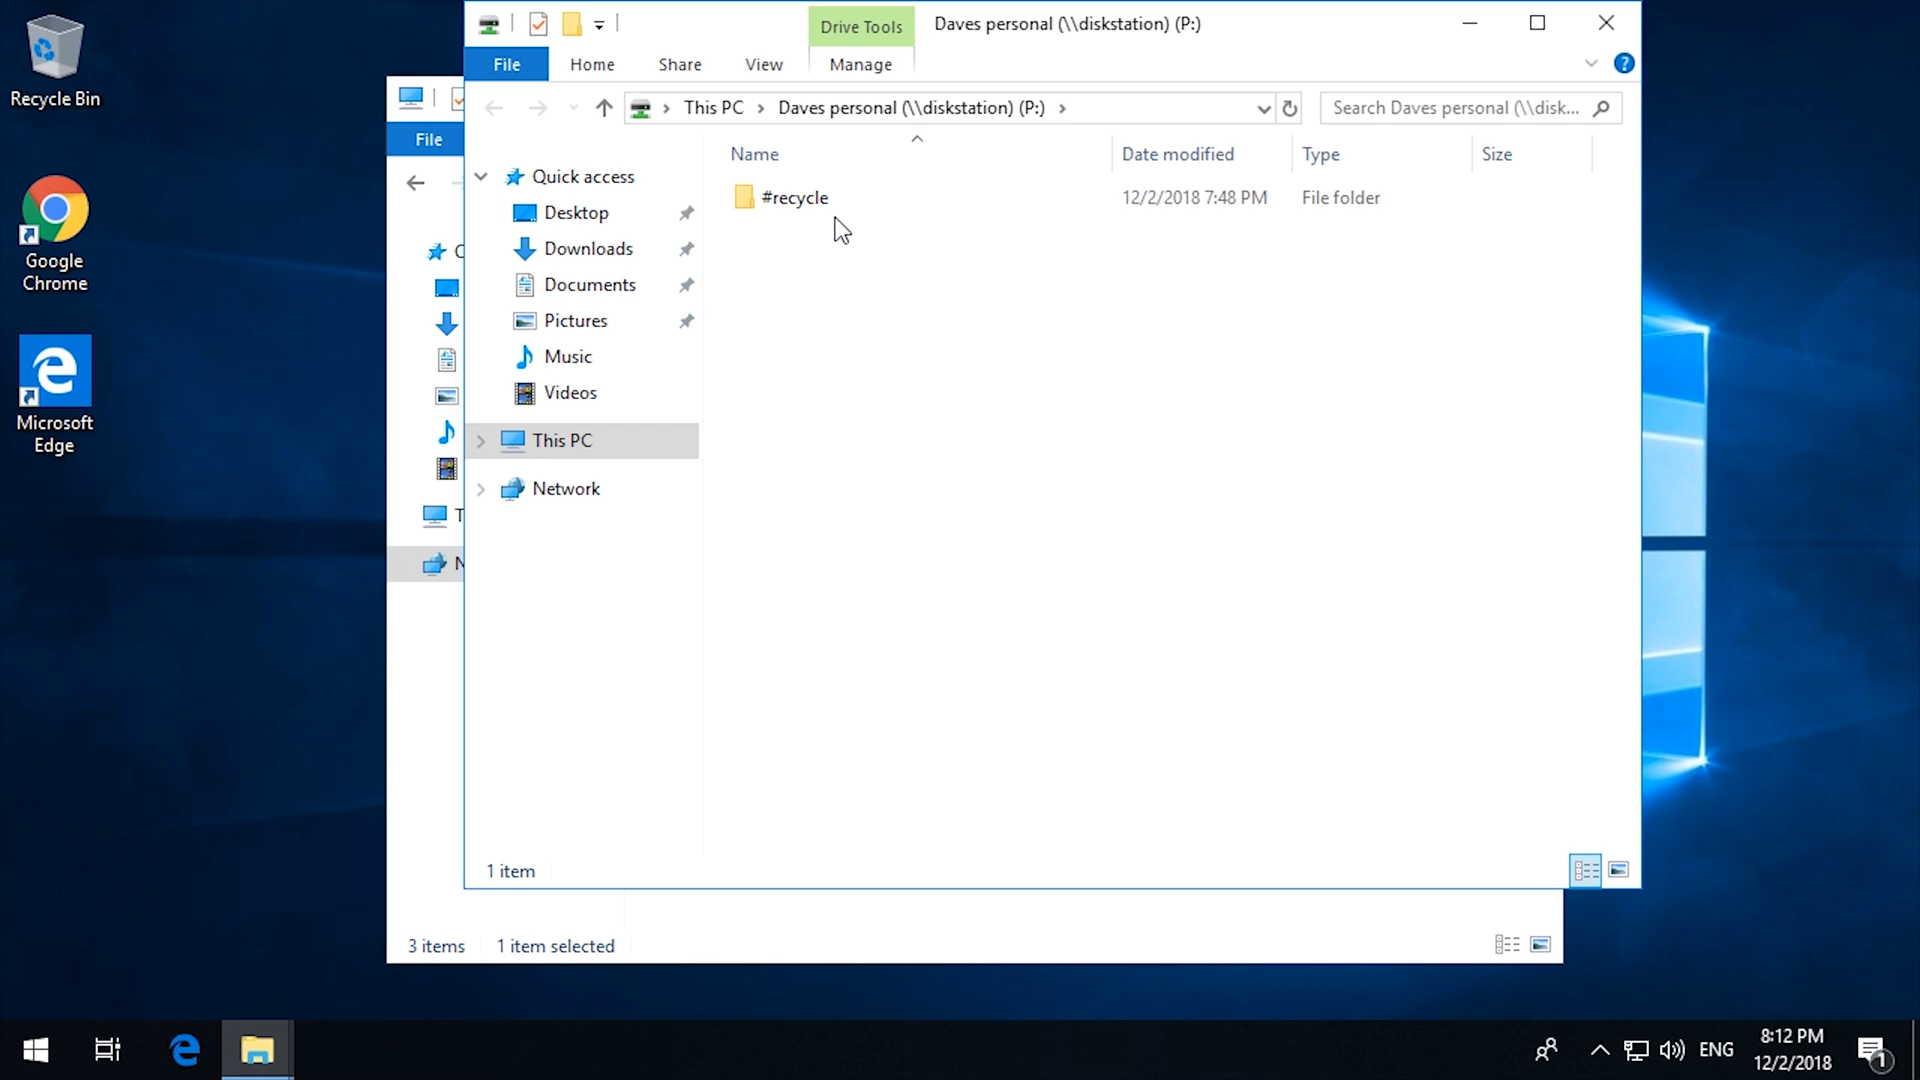 Recycle Bin
Google
Chrome
Microsoft
Edge
File
3 items
1 item selected
Drive Tools
Daves personal (\\diskstation) (P:)
File
Home
Share
View
Manage
This PC
Daves personal (\\diskstation) (P:)
Search Daves personal (\\disk...
Name
Date modified
Type
Size
#recycle
12/2/2018 7:48 PM
File folder
Quick access
Desktop
Downloads
Documents
Pictures
Music
Videos
This PC
Network
1 item
ENG
8:12 PM
12/2/2018
1